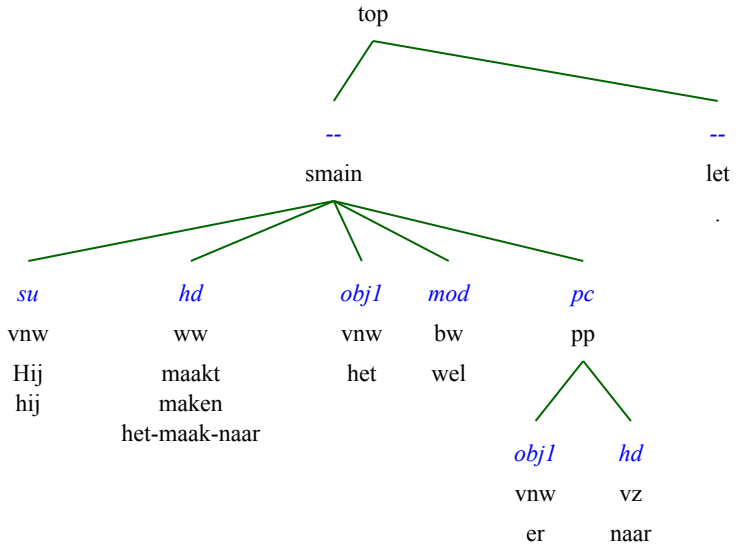 top
-- --
smain let
.
su hd obj1 mod pc
vnw ww vnw bw pp
Hij maakt het wel
hij maken
het-maak-naar
obj1 hd
vnw vz
er naar